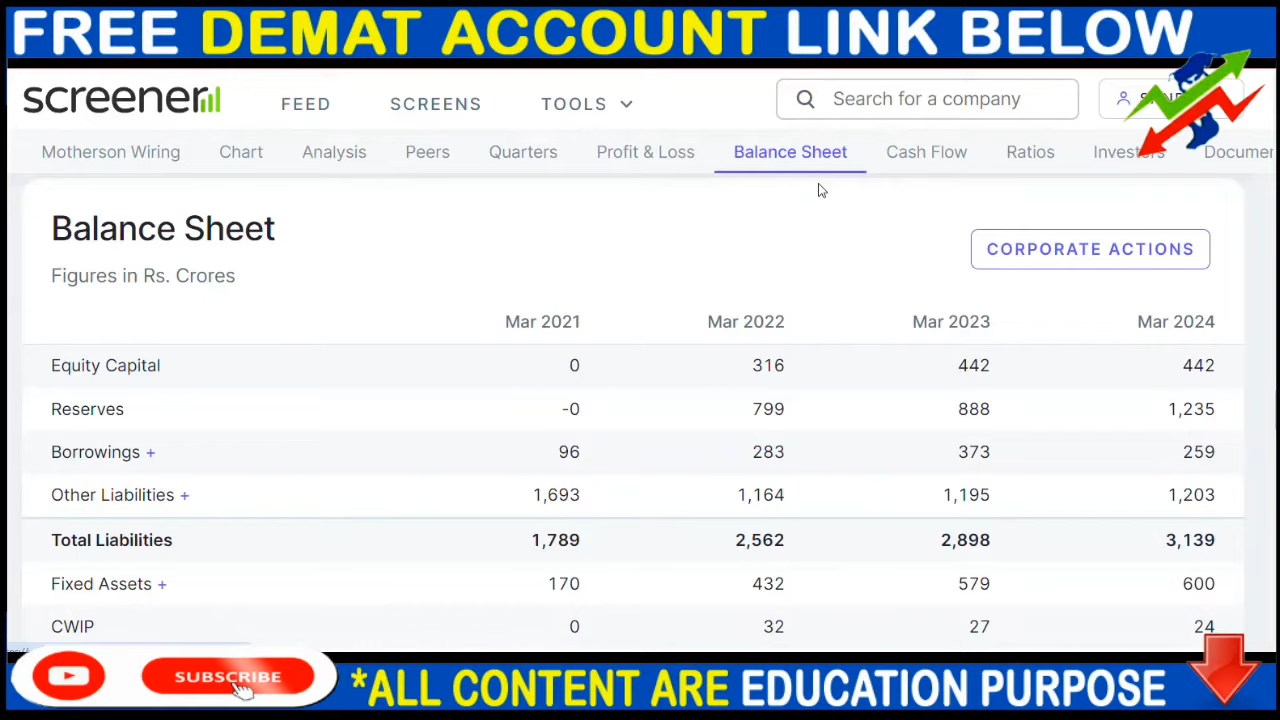 FREE DEMAT ACCOUNT LINK BELOW
screener
FEED SCREENS TOOLS Search for a company
Motherson Wiring Chart Analysis Peers Quarters Profit & Loss Balance Sheet Cash Flow Ratios Investors Documen
Balance Sheet
CORPORATE ACTIONS
Figures in Rs. Crores
Mar 2021 Mar 2022 Mar 2023 Mar 2024
Equity Capital 0 316 442 442
Reserves -0 799 888 1,235
Borrowings + 96 283 373 259
Other Liabilities + 1,693 1,164 1,195 1,203
Total Liabilities 1,789 2,562 2,898 3,139
Fixed Assets + 170 432 579 600
CWIP 0 32 27 24
SUBSCRIBE
*ALL CONTENT ARE EDUCATION PURPOSE